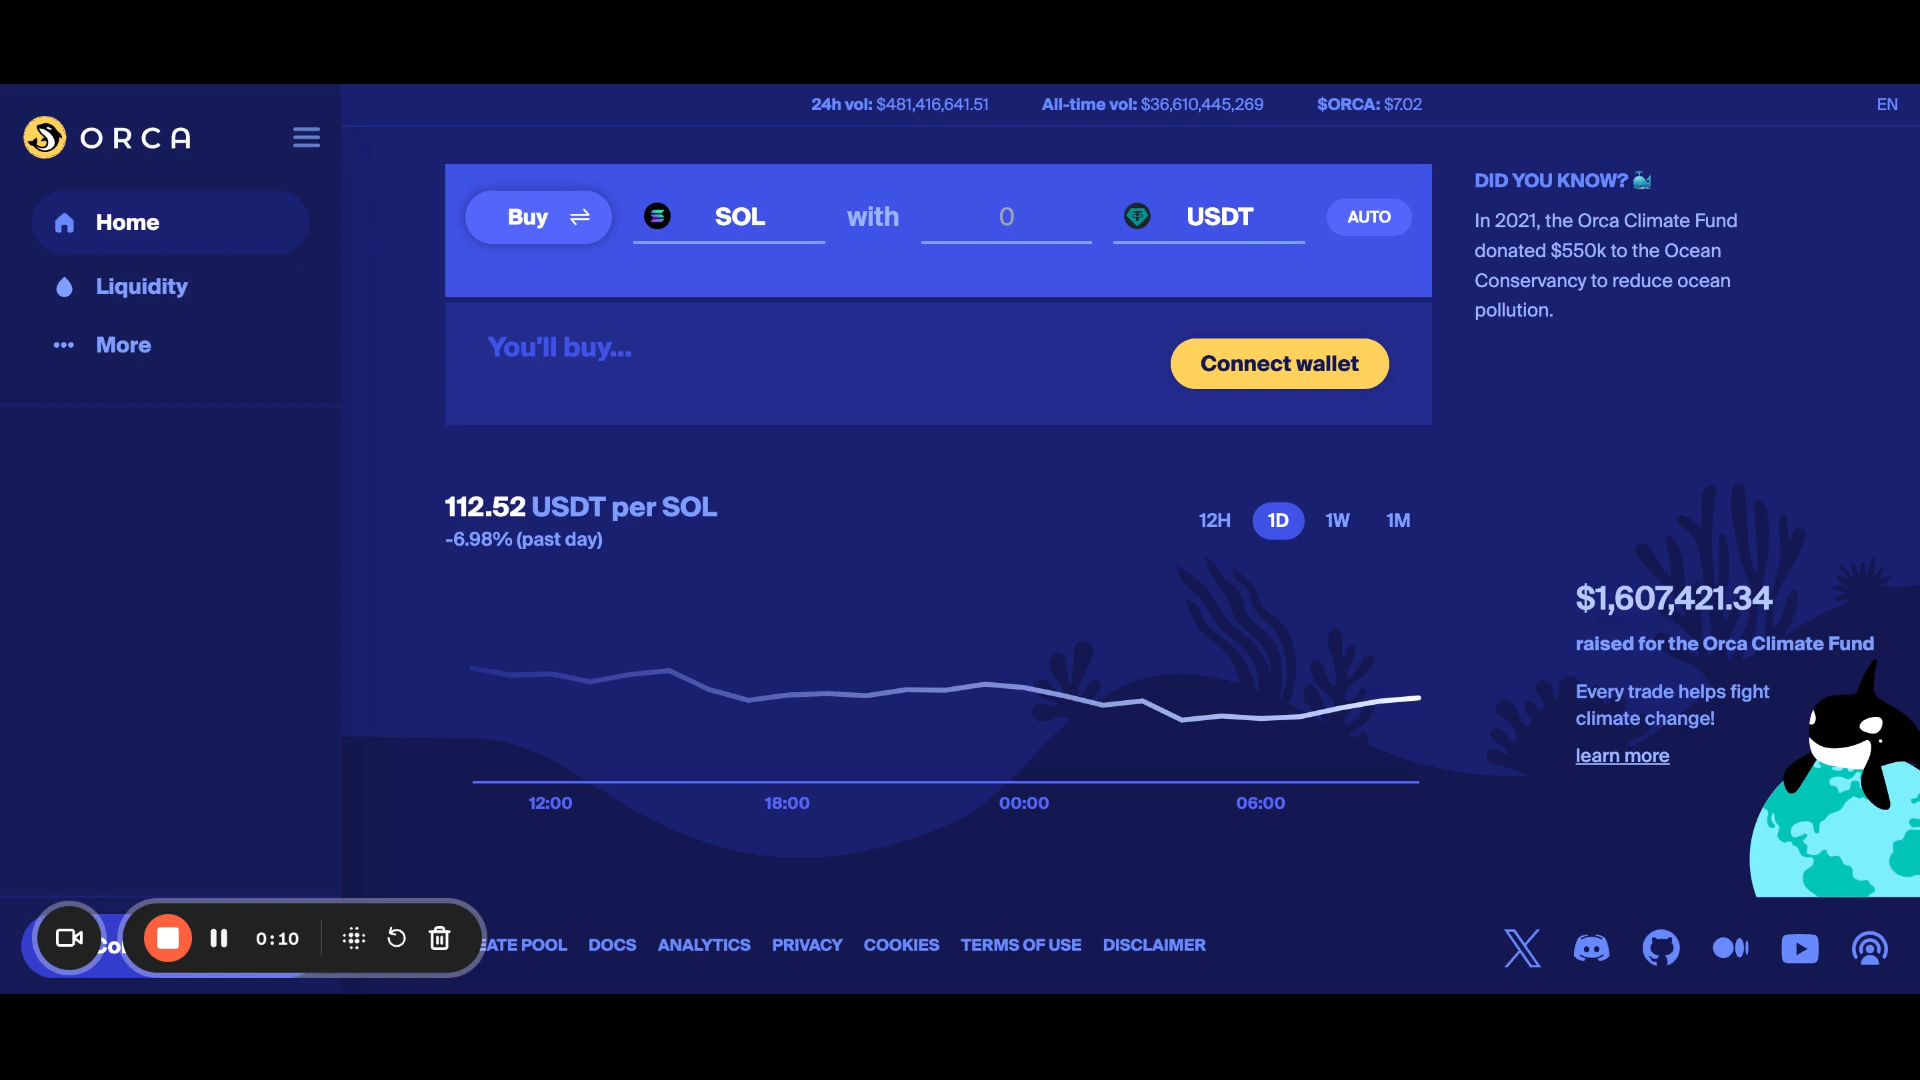 24h vol: $481,416,641.51
All-time vol: $36,610,445,269
$ORCA: $7.02
EN
ORCA
Home
Liquidity
More
Buy
SOL
with
0
USDT
AUTO
You'll buy...
Connect wallet
DID YOU KNOW?
In 2021, the Orca Climate Fund
donated $550k to the Ocean
Conservancy to reduce ocean
pollution.
112.52 USDT per SOL
-6.98% (past day)
12H
1D
1W
1M
12:00
18:00
00:00
06:00
$1,607,421.34
raised for the Orca Climate Fund
Every trade helps fight
climate change!
learn more
0:10
EATE POOL
DOCS
ANALYTICS
PRIVACY
COOKIES
TERMS OF USE
DISCLAIMER